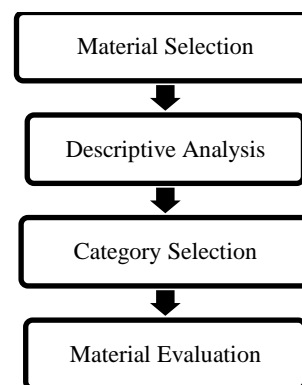 Material Selection
Descriptive Analysis
Category Selection
Material Evaluation